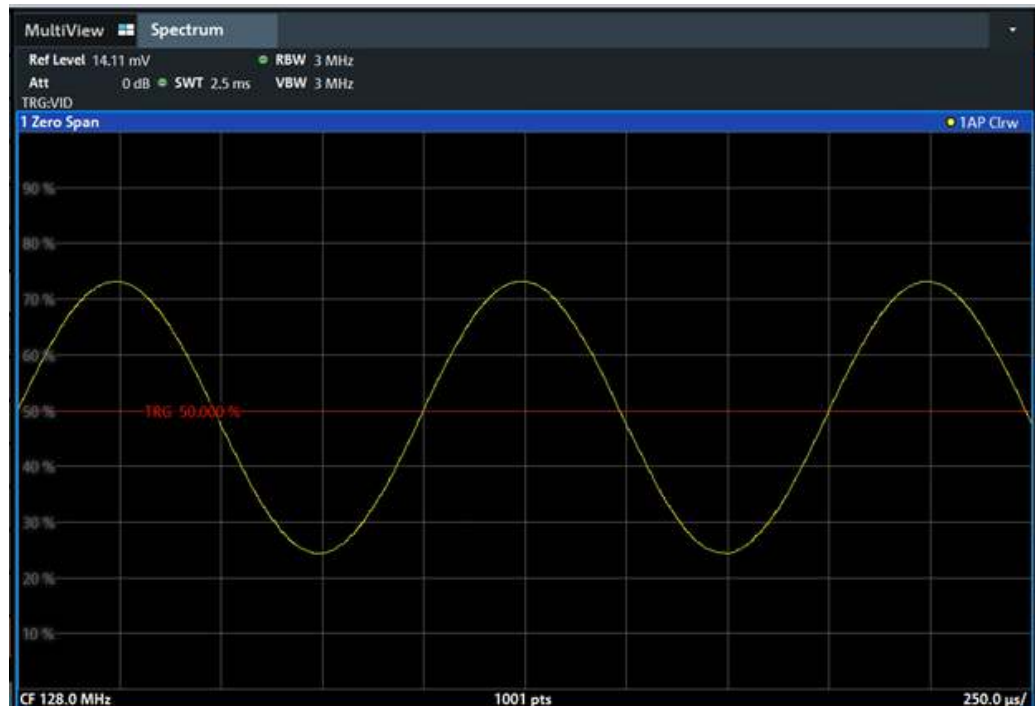 MultiView Spectrum
Ref Level 14.11 mV RBW 3 MHz
Att 0 dB SWT 2.5 ms VBW 3 MHz
TRG:VID
1 Zero Span 1AP Clrw
90 %
80 %
70 %
60 %
50 % TRG 50.000 %
40 %
30 %
20 %
10 %
CF 128.0 MHz 1001 pts 250.0 µs/